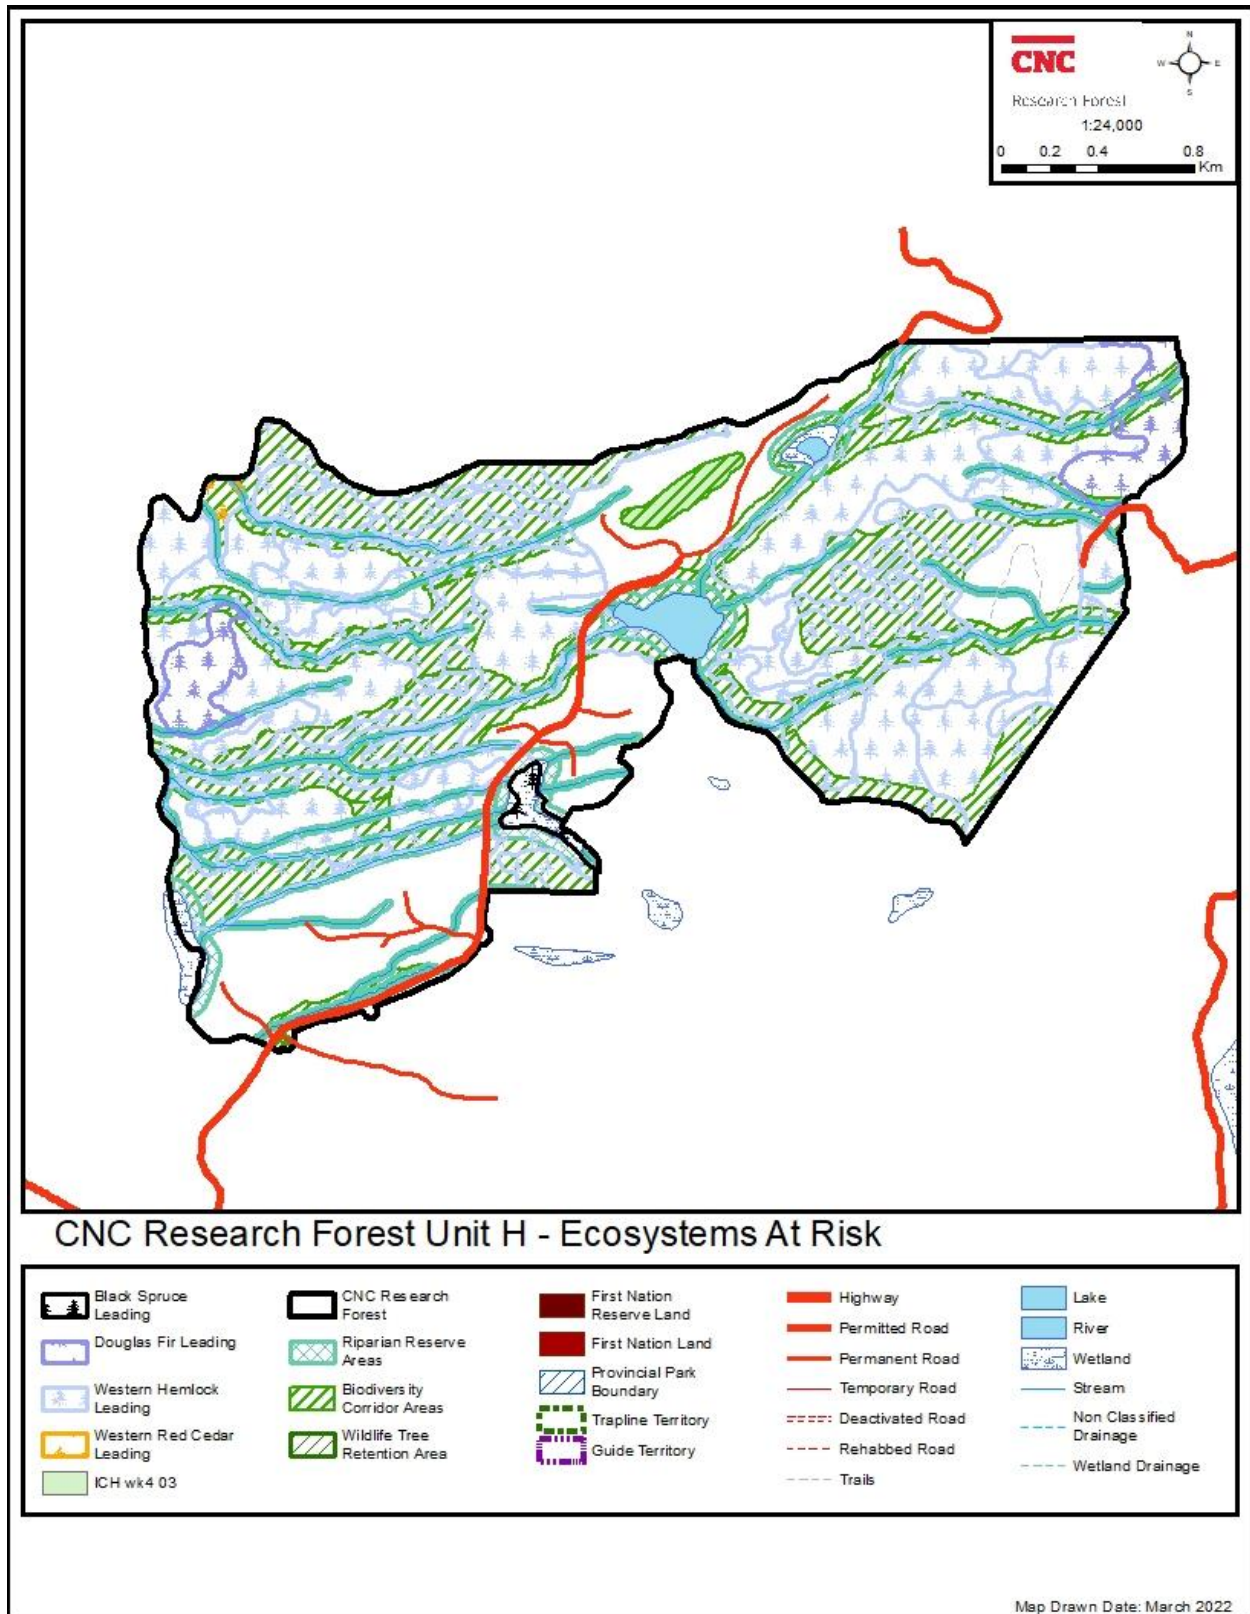 CNC
N
W
E
S
Research Forest
1:24,000
0 0.2 0.4 0.8
Km
CNC Research Forest Unit H - Ecosystems At Risk
Black Spruce
Leading
Douglas Fir Leading
Western Hemlock
Leading
Western Red Cedar
Leading
ICH wk4 03
CNC Research
Forest
Riparian Reserve
Areas
Biodiversity
Corridor Areas
Wildlife Tree
Retention Area
First Nation
Reserve Land
First Nation Land
Provincial Park
Boundary
Trapline Territory
Guide Territory
Highway
Permitted Road
Permanent Road
Temporary Road
Deactivated Road
Rehabbed Road
Trails
Lake
River
Wetland
Stream
Non Classified
Drainage
Wetland Drainage
Map Drawn Date: March 2022